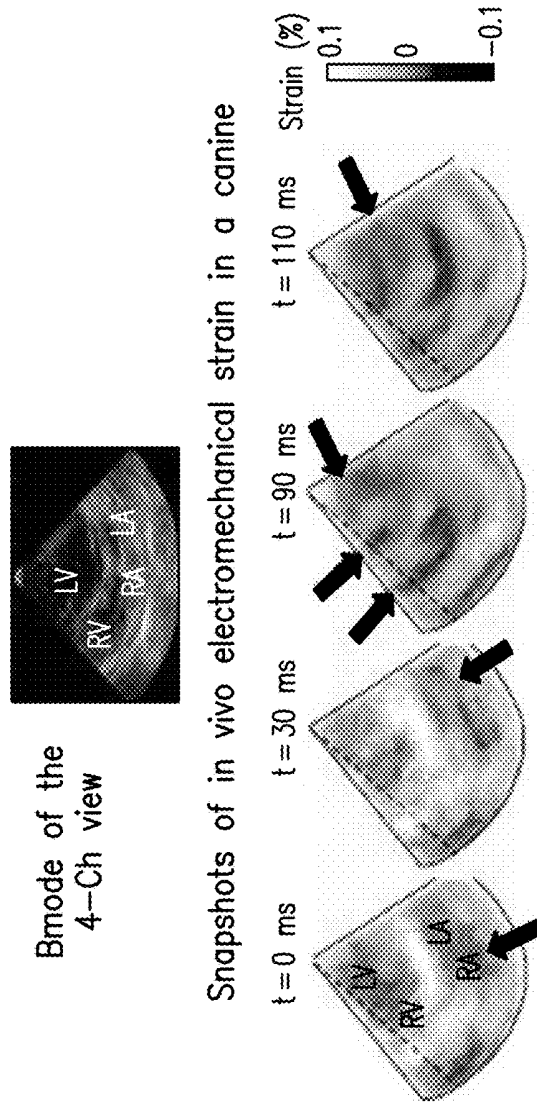 Bmode of the
4-Ch view
LV
RV
LA
RA
Snapshots of in vivo electromechanical strain in a canine
t=0 ms
t=30 ms
t=90 ms
t=110 ms
Strain (%)
0.1
0
-0.1
LV
RV
LA
RA